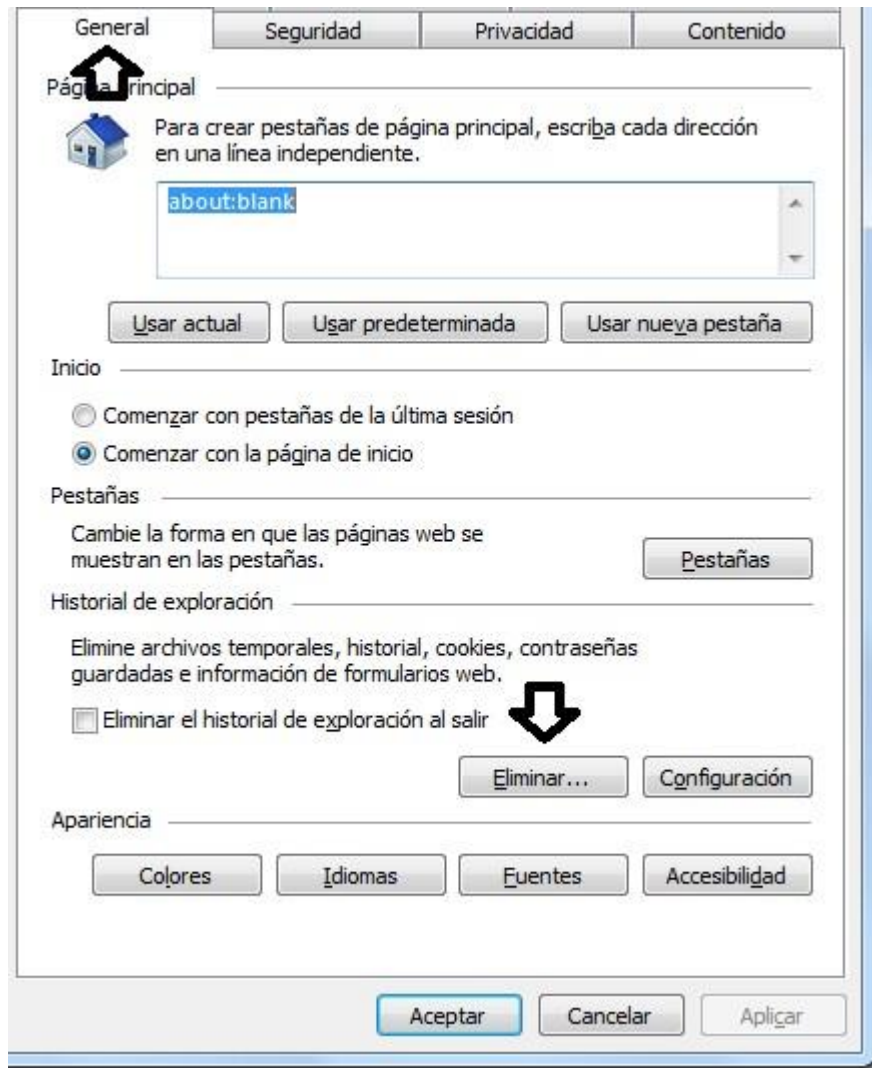 General
Seguridad
Privacidad
Contenido
Página principal
Para crear pestañas de página principal, escriba cada dirección
en una línea independiente.
about:blank
Usar actual
Usar predeterminada
Usar nueva pestaña
Inicio
Comenzar con pestañas de la última sesión
Comenzar con la página de inicio
Pestañas
Cambie la forma en que las páginas web se
muestran en las pestañas.
Pestañas
Historial de exploración
Elimine archivos temporales, historial, cookies, contraseñas
guardadas e información de formularios web.
Eliminar el historial de exploración al salir
Eliminar...
Configuración
Apariencia
Colores
Idiomas
Fuentes
Accesibilidad
Aceptar
Cancelar
Aplicar